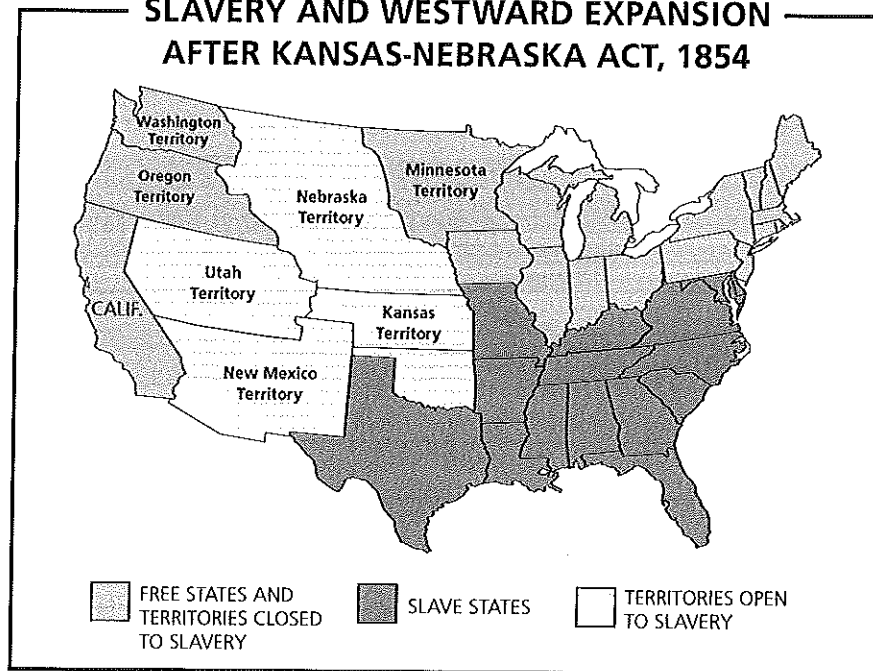 SLAVERY AND WESTWARD EXPANSION
AFTER KANSAS-NEBRASKA ACT, 1854
Washington
Territory
Oregon
Territory
Nebraska
Territory
Minnesota
Territory
Utah
Territory
CALIF.
Kansas
Territory
New Mexico
Territory
FREE STATES AND
TERRITORIES CLOSED
TO SLAVERY
SLAVE STATES
TERRITORIES OPEN
TO SLAVERY